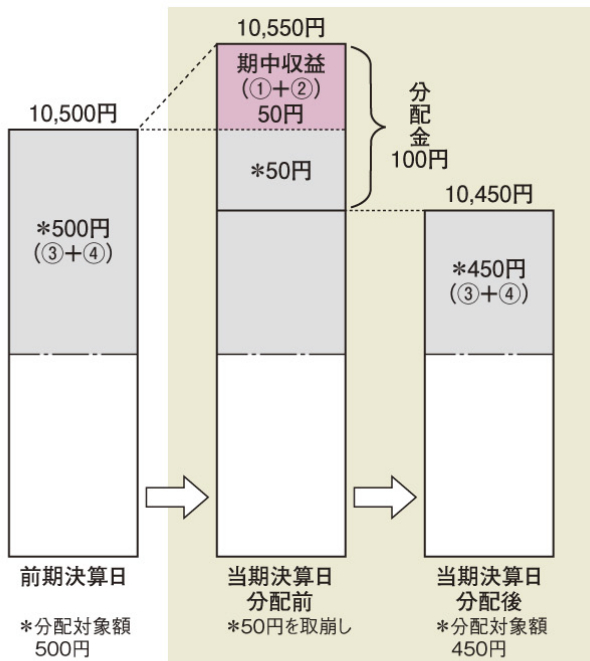 10,500円
＊500円
（③＋④）
前期決算日
＊分配対象額
500円
10,550円
期中収益
（①＋②）
50円
＊50円
分配金
100円
当期決算日
分配前
＊50円を取崩し
10,450円
＊450円
（③＋④）
当期決算日
分配後
＊分配対象額
450円